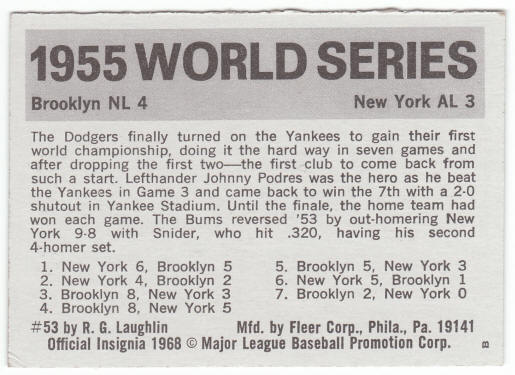 1955 WORLD SERIES
Brooklyn NL 4 New York AL 3
The Dodgers finally turned on the Yankees to gain their first
world championship, doing it the hard way in seven games and
after dropping the first two—the first club to come back from
such a start. Lefthander Johnny Podres was the hero as he beat
the Yankees in Game 3 and came back to win the 7th with a 2-0
shutout in Yankee Stadium. Until the finale, the home team had
won each game. The Bums reversed '53 by out-homering New
York 9-8 with Snider, who hit .320, having his second
4-homer set.
1. New York 6, Brooklyn 5
2. New York 4, Brooklyn 2
3. Brooklyn 8, New York 3
4. Brooklyn 8, New York 5
5. Brooklyn 5, New York 3
6. New York 5, Brooklyn 1
7. Brooklyn 2, New York 0
#53 by R. G. Laughlin Mfd. by Fleer Corp., Phila., Pa. 19141
Official Insignia 1968 © Major League Baseball Promotion Corp.
B